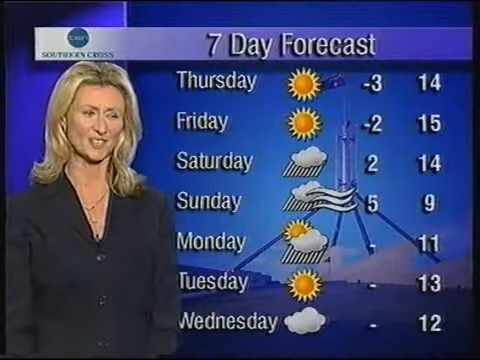 TEN
SOUTHERN CROSS
7 Day Forecast
Thursday -3 14
Friday -2 15
Saturday 2 14
Sunday 5 9
Monday - 11
Tuesday - 13
Wednesday - 12